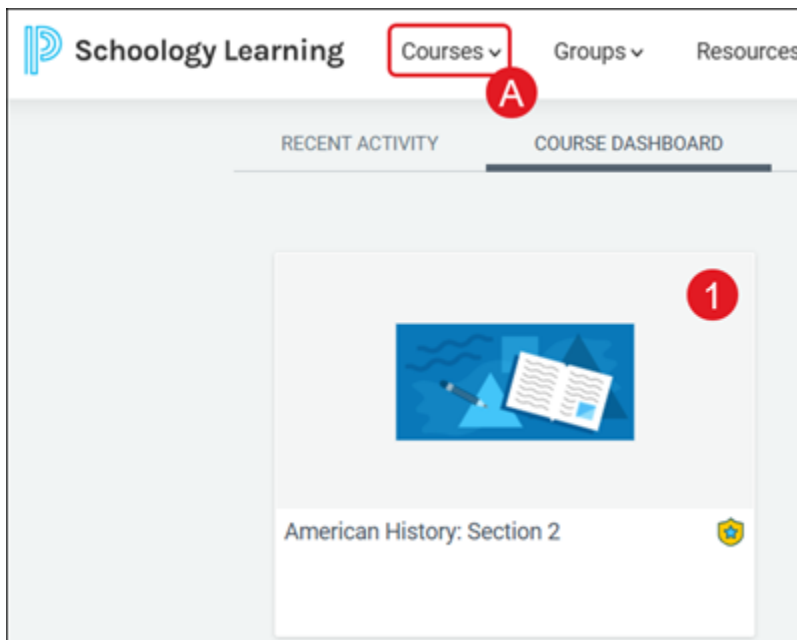 Schoology Learning Courses Groups Resources
A
RECENT ACTIVITY COURSE DASHBOARD
1
American History: Section 2